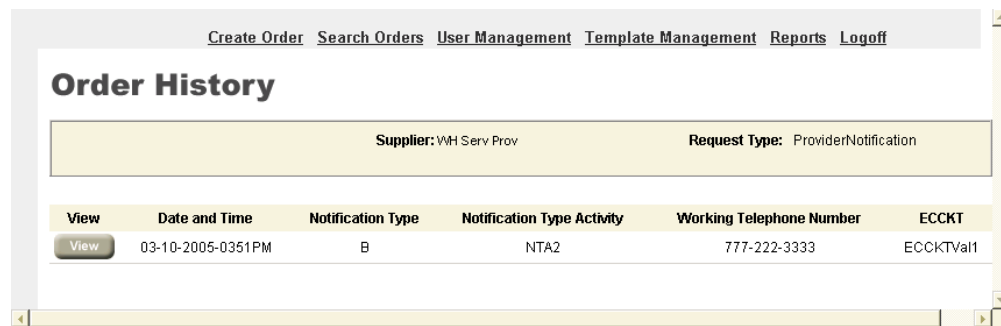 Create Order Search Orders User Management Template Management Reports Logoff
Order History
Supplier: WH Serv Prov Request Type: ProviderNotification
View Date and Time Notification Type Notification Type Activity Working Telephone Number ECCKT
View 03-10-2005-0351PM B NTA2 777-222-3333 ECCKTVal1